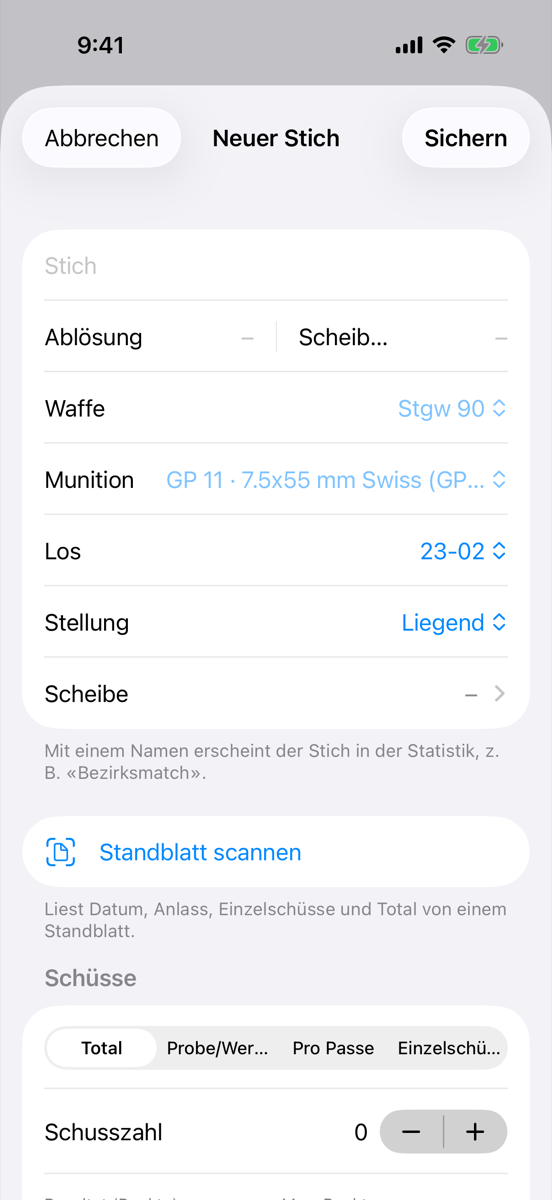 9:41
Abbrechen Neuer Stich Sichern
Stich
Ablösung – Scheib... –
Waffe Stgw 90
Munition GP 11 · 7.5x55 mm Swiss (GP...
Los 23-02
Stellung Liegend
Scheibe –
Mit einem Namen erscheint der Stich in der Statistik, z.
B. «Bezirksmatch».
Standblatt scannen
Liest Datum, Anlass, Einzelschüsse und Total von einem
Standblatt.
Schüsse
Total Probe/Wer... Pro Passe Einzelschü...
Schusszahl 0 − +